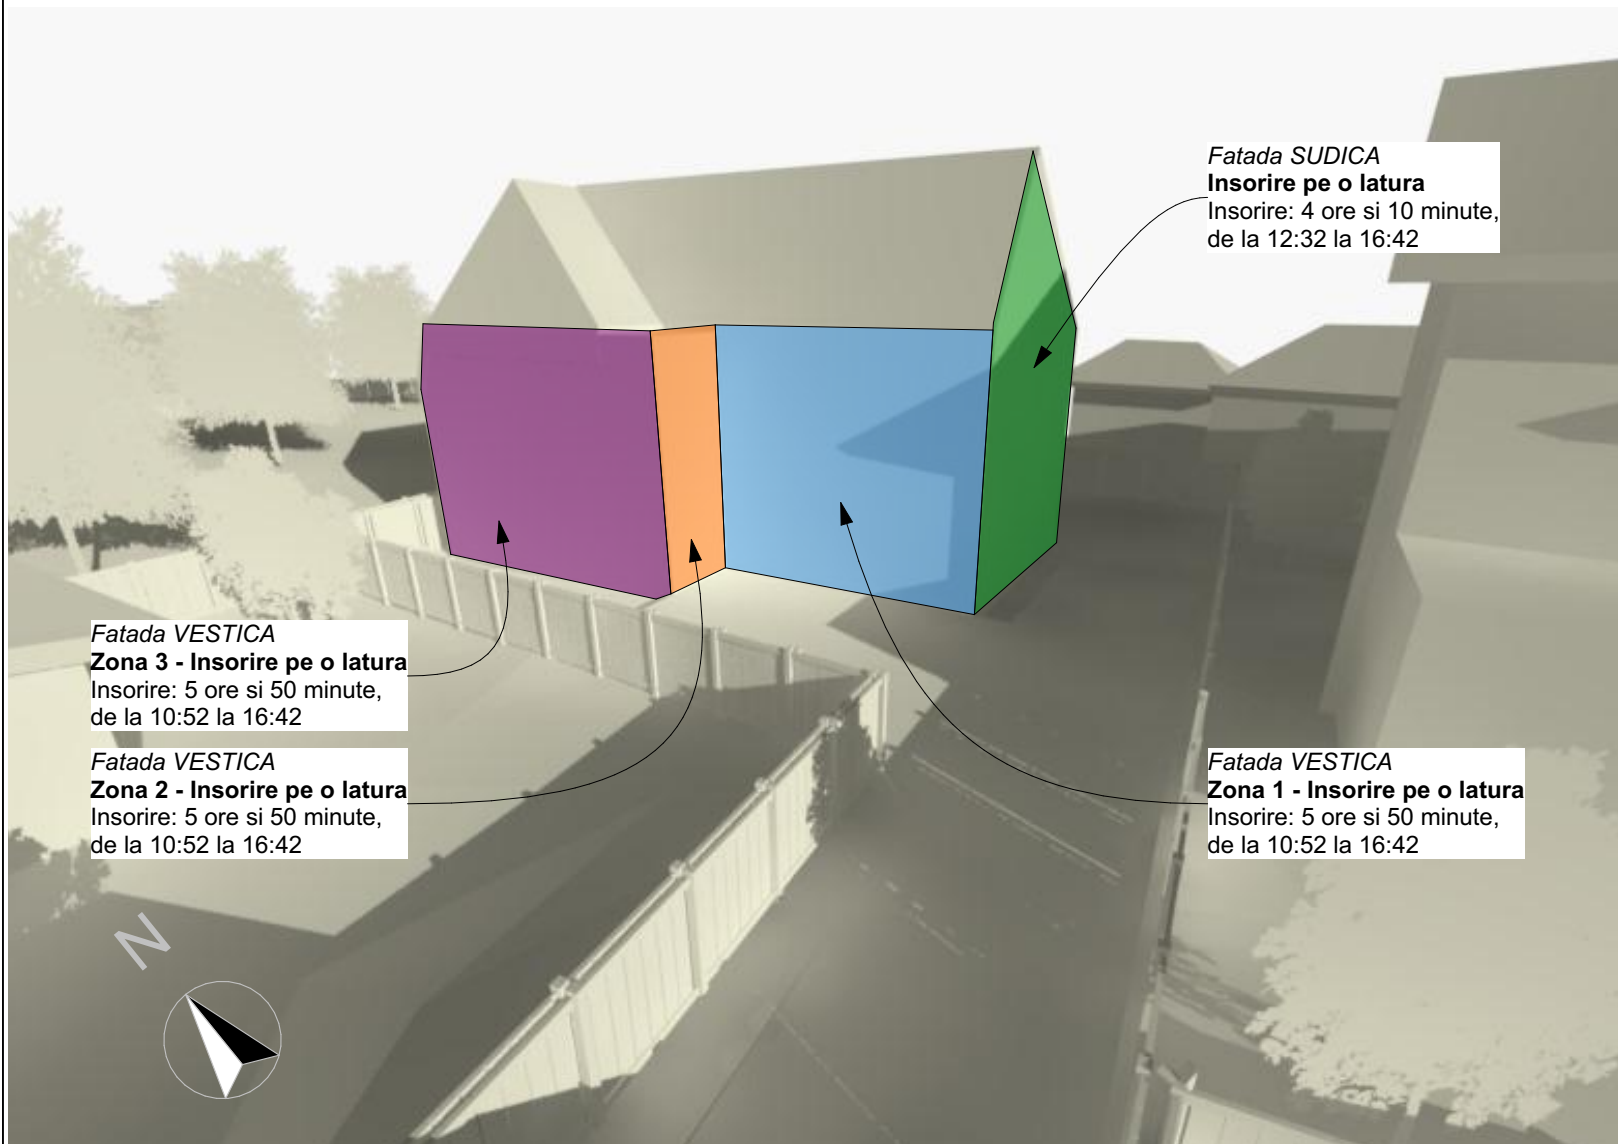 Fatada SUDICA
Insorire pe o latura
Insorire: 4 ore si 10 minute,
de la 12:32 la 16:42
Fatada VESTICA
Zona 3 - Insorire pe o latura
Insorire: 5 ore si 50 minute,
de la 10:52 la 16:42
Fatada VESTICA
Zona 2 - Insorire pe o latura
Insorire: 5 ore si 50 minute,
de la 10:52 la 16:42
Fatada VESTICA
Zona 1 - Insorire pe o latura
Insorire: 5 ore si 50 minute,
de la 10:52 la 16:42
N